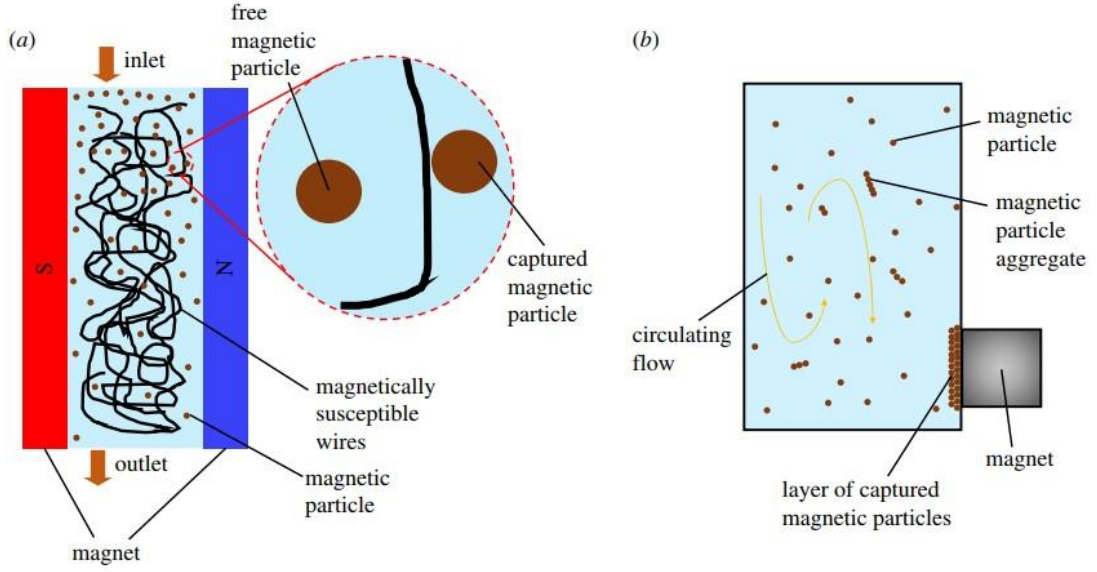 (a)
inlet
free
magnetic
particle
S
N
captured
magnetic
particle
magnetically
susceptible
wires
outlet
magnetic
particle
magnet
(b)
magnetic
particle
magnetic
particle
aggregate
circulating
flow
magnet
layer of captured
magnetic particles